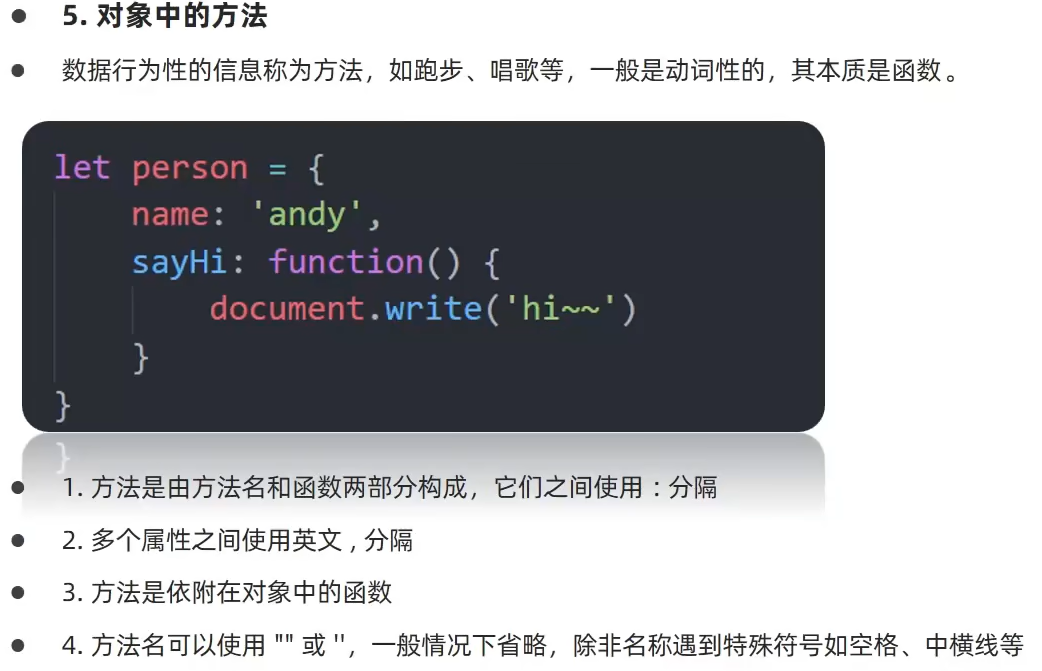 5. 对象中的方法
数据行为性的信息称为方法，如跑步、唱歌等，一般是动词性的，其本质是函数。
let person = {
    name: 'andy',
    sayHi: function() {
        document.write('hi~~')
    }
}
}
1. 方法是由方法名和函数两部分构成，它们之间使用 : 分隔
2. 多个属性之间使用英文 , 分隔
3. 方法是依附在对象中的函数
4. 方法名可以使用 "" 或 ''，一般情况下省略，除非名称遇到特殊符号如空格、中横线等